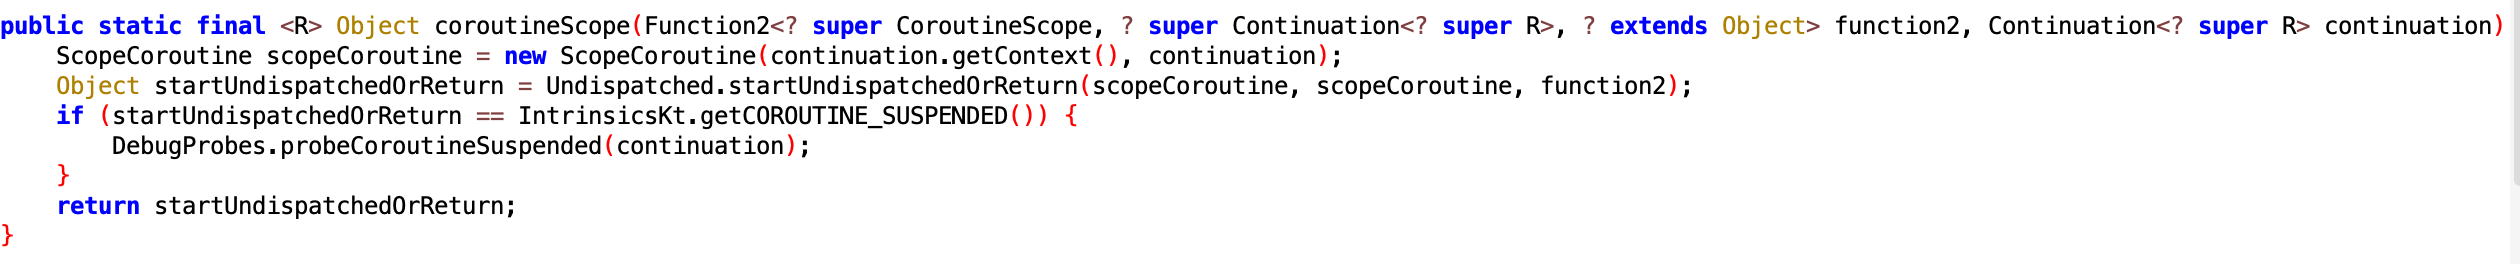 public static final <R> Object coroutineScope(Function2<? super CoroutineScope, ? super Continuation<? super R>, ? extends Object> function2, Continuation<? super R> continuation)
    ScopeCoroutine scopeCoroutine = new ScopeCoroutine(continuation.getContext(), continuation);
    Object startUndispatchedOrReturn = Undispatched.startUndispatchedOrReturn(scopeCoroutine, scopeCoroutine, function2);
    if (startUndispatchedOrReturn == IntrinsicsKt.getCOROUTINE_SUSPENDED()) {
        DebugProbes.probeCoroutineSuspended(continuation);
    }
    return startUndispatchedOrReturn;
}